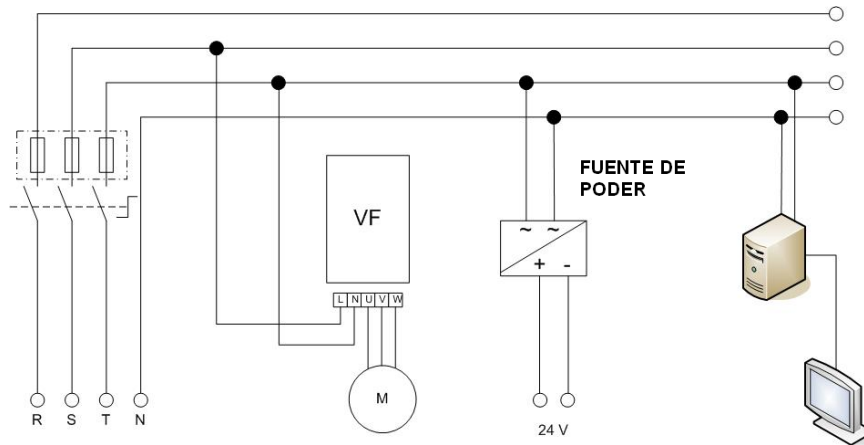 FUENTE DE
PODER
VF
~ ~
+ -
L N U V W
M
R S T N
24 V